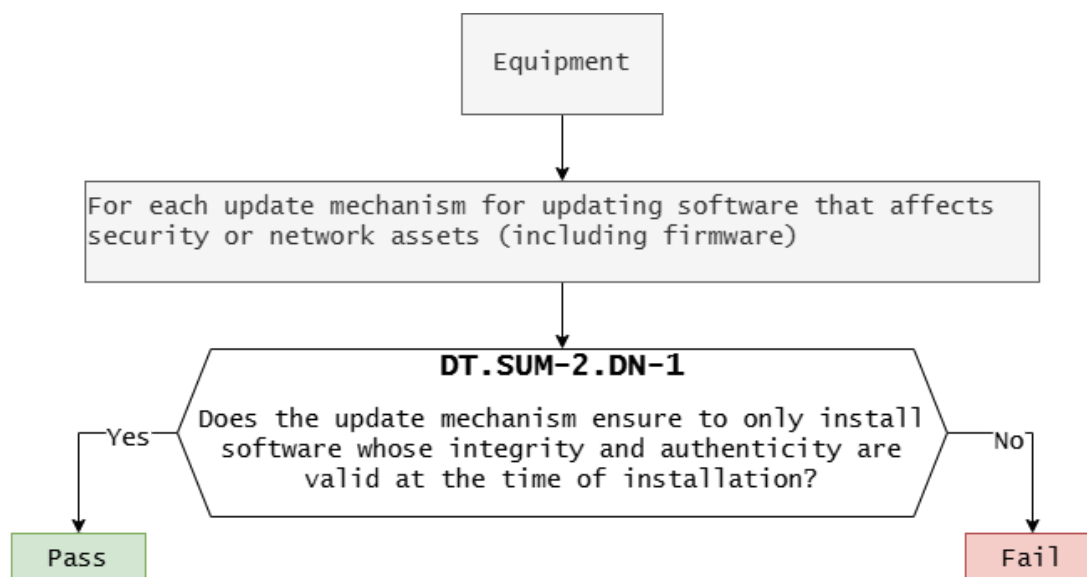 Equipment
For each update mechanism for updating software that affects
security or network assets (including firmware)
DT.SUM-2.DN-1
Does the update mechanism ensure to only install
software whose integrity and authenticity are
valid at the time of installation?
Yes
No
Pass
Fail